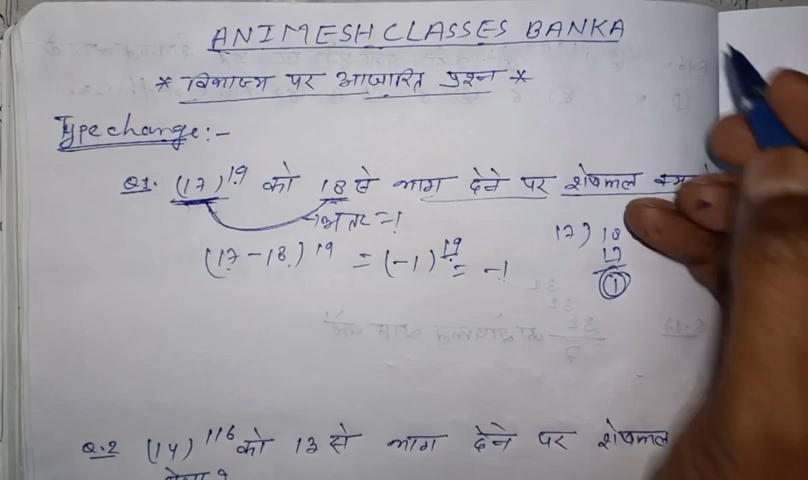 ANIMESH CLASSES BANKA
* विभाज्य पर आधारित प्रश्न *
Type change:-
Q1. (17)^19 को 18 से भाग देने पर शेषफल
→ अंतर = 1
(17-18)^19 = (-1)^19 = -1
17) 18
17
1
Q.2 (14)^116 को 13 से भाग देने पर शेषफल